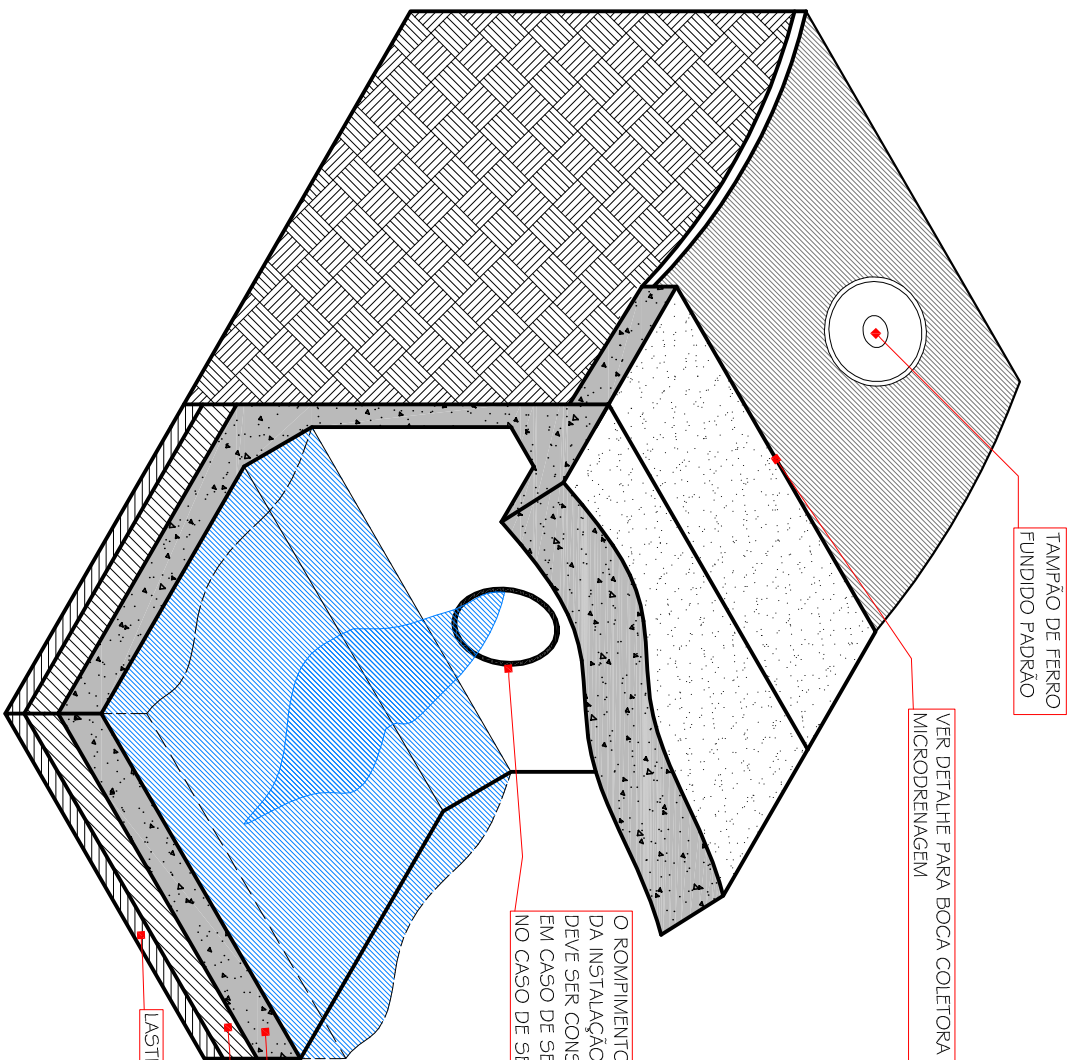 TAMPÃO DE FERRO
FUNDIDO PADRÃO
VER DETALHE PARA BOCA COLETORA
MICRODRENAGEM
O ROMPIMENTO
DA INSTALAÇÃO
DEVE SER CONS
EM CASO DE SE
NO CASO DE SE
LAST